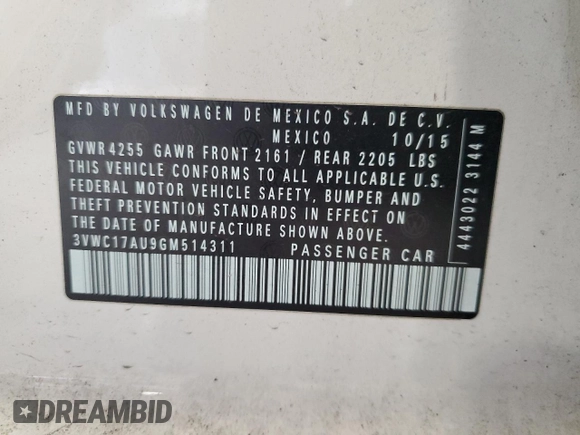 MFD BY VOLKSWAGEN DE MEXICO S.A. DE C.V.
MEXICO 10/15
GVWR 4255 GAWR FRONT 2161 / REAR 2205 LBS
THIS VEHICLE CONFORMS TO ALL APPLICABLE U.S.
FEDERAL MOTOR VEHICLE SAFETY, BUMPER AND
THEFT PREVENTION STANDARDS IN EFFECT ON
THE DATE OF MANUFACTURE SHOWN ABOVE.
3VWC17AU9GM514311 PASSENGER CAR
4443022 3144 M
DREAMBID